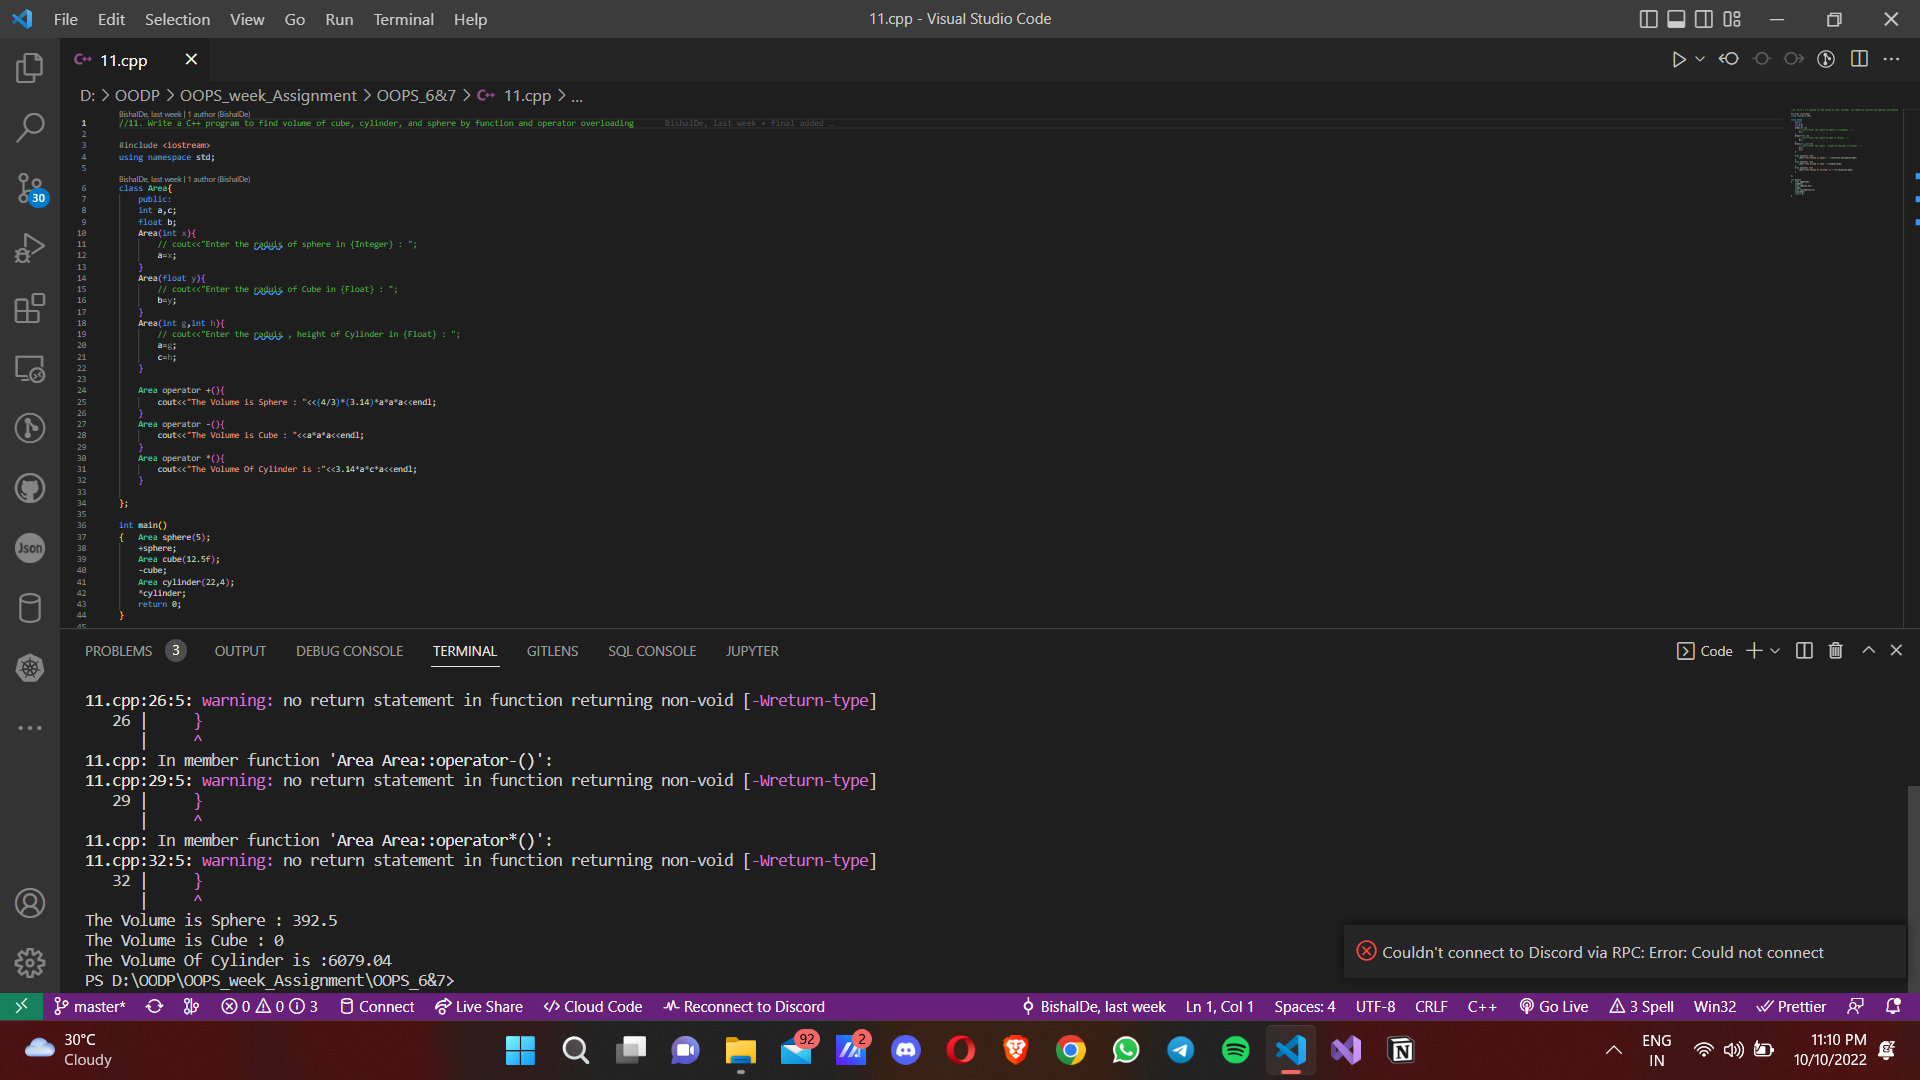 File Edit Selection View Go Run Terminal Help
11.cpp - Visual Studio Code
C++ 11.cpp
D: > OODP > OOPS_week_Assignment > OOPS_6&7 > C++ 11.cpp > ...
BishalDe, last week | 1 author (BishalDe)
1 //11. Write a C++ program to find volume of cube, cylinder, and sphere by function and operator overloading BishalDe, last week • final added …
2
3 #include <iostream>
4 using namespace std;
5
BishalDe, last week | 1 author (BishalDe)
6 class Area{
7 public:
8 int a,c;
9 float b;
10 Area(int x){
11 // cout<<"Enter the raduis of sphere in {Integer} : ";
12 a=x;
13 }
14 Area(float y){
15 // cout<<"Enter the raduis of Cube in {Float} : ";
16 b=y;
17 }
18 Area(int g,int h){
19 // cout<<"Enter the raduis , height of Cylinder in {Float} : ";
20 a=g;
21 c=h;
22 }
23
24 Area operator +(){
25 cout<<"The Volume is Sphere : "<<(4/3)*(3.14)*a*a*a<<endl;
26 }
27 Area operator -(){
28 cout<<"The Volume is Cube : "<<a*a*a<<endl;
29 }
30 Area operator *(){
31 cout<<"The Volume Of Cylinder is :"<<3.14*a*c*a<<endl;
32 }
33
34 };
35
36 int main()
37 { Area sphere(5);
38 +sphere;
39 Area cube(12.5f);
40 -cube;
41 Area cylinder(22,4);
42 *cylinder;
43 return 0;
44 }
45
30
Json
PROBLEMS 3 OUTPUT DEBUG CONSOLE TERMINAL GITLENS SQL CONSOLE JUPYTER
Code
11.cpp:26:5: warning: no return statement in function returning non-void [-Wreturn-type]
26 | }
| ^
11.cpp: In member function 'Area Area::operator-()':
11.cpp:29:5: warning: no return statement in function returning non-void [-Wreturn-type]
29 | }
| ^
11.cpp: In member function 'Area Area::operator*()':
11.cpp:32:5: warning: no return statement in function returning non-void [-Wreturn-type]
32 | }
| ^
The Volume is Sphere : 392.5
The Volume is Cube : 0
The Volume Of Cylinder is :6079.04
PS D:\OODP\OOPS_week_Assignment\OOPS_6&7>
Couldn't connect to Discord via RPC: Error: Could not connect
master* 0 0 3 Connect Live Share Cloud Code Reconnect to Discord
BishalDe, last week Ln 1, Col 1 Spaces: 4 UTF-8 CRLF C++ Go Live 3 Spell Win32 Prettier
30°C
Cloudy
92
2
ENG
IN
11:10 PM
10/10/2022